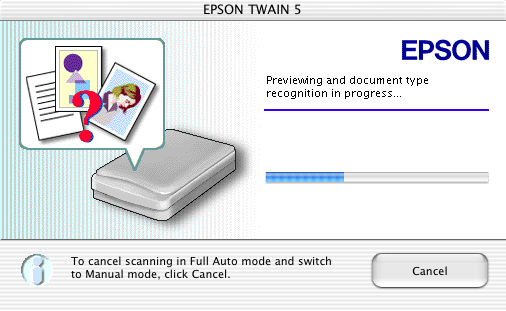 EPSON TWAIN 5
EPSON
Previewing and document type
recognition in progress...
?
To cancel scanning in Full Auto mode and switch
to Manual mode, click Cancel.
Cancel